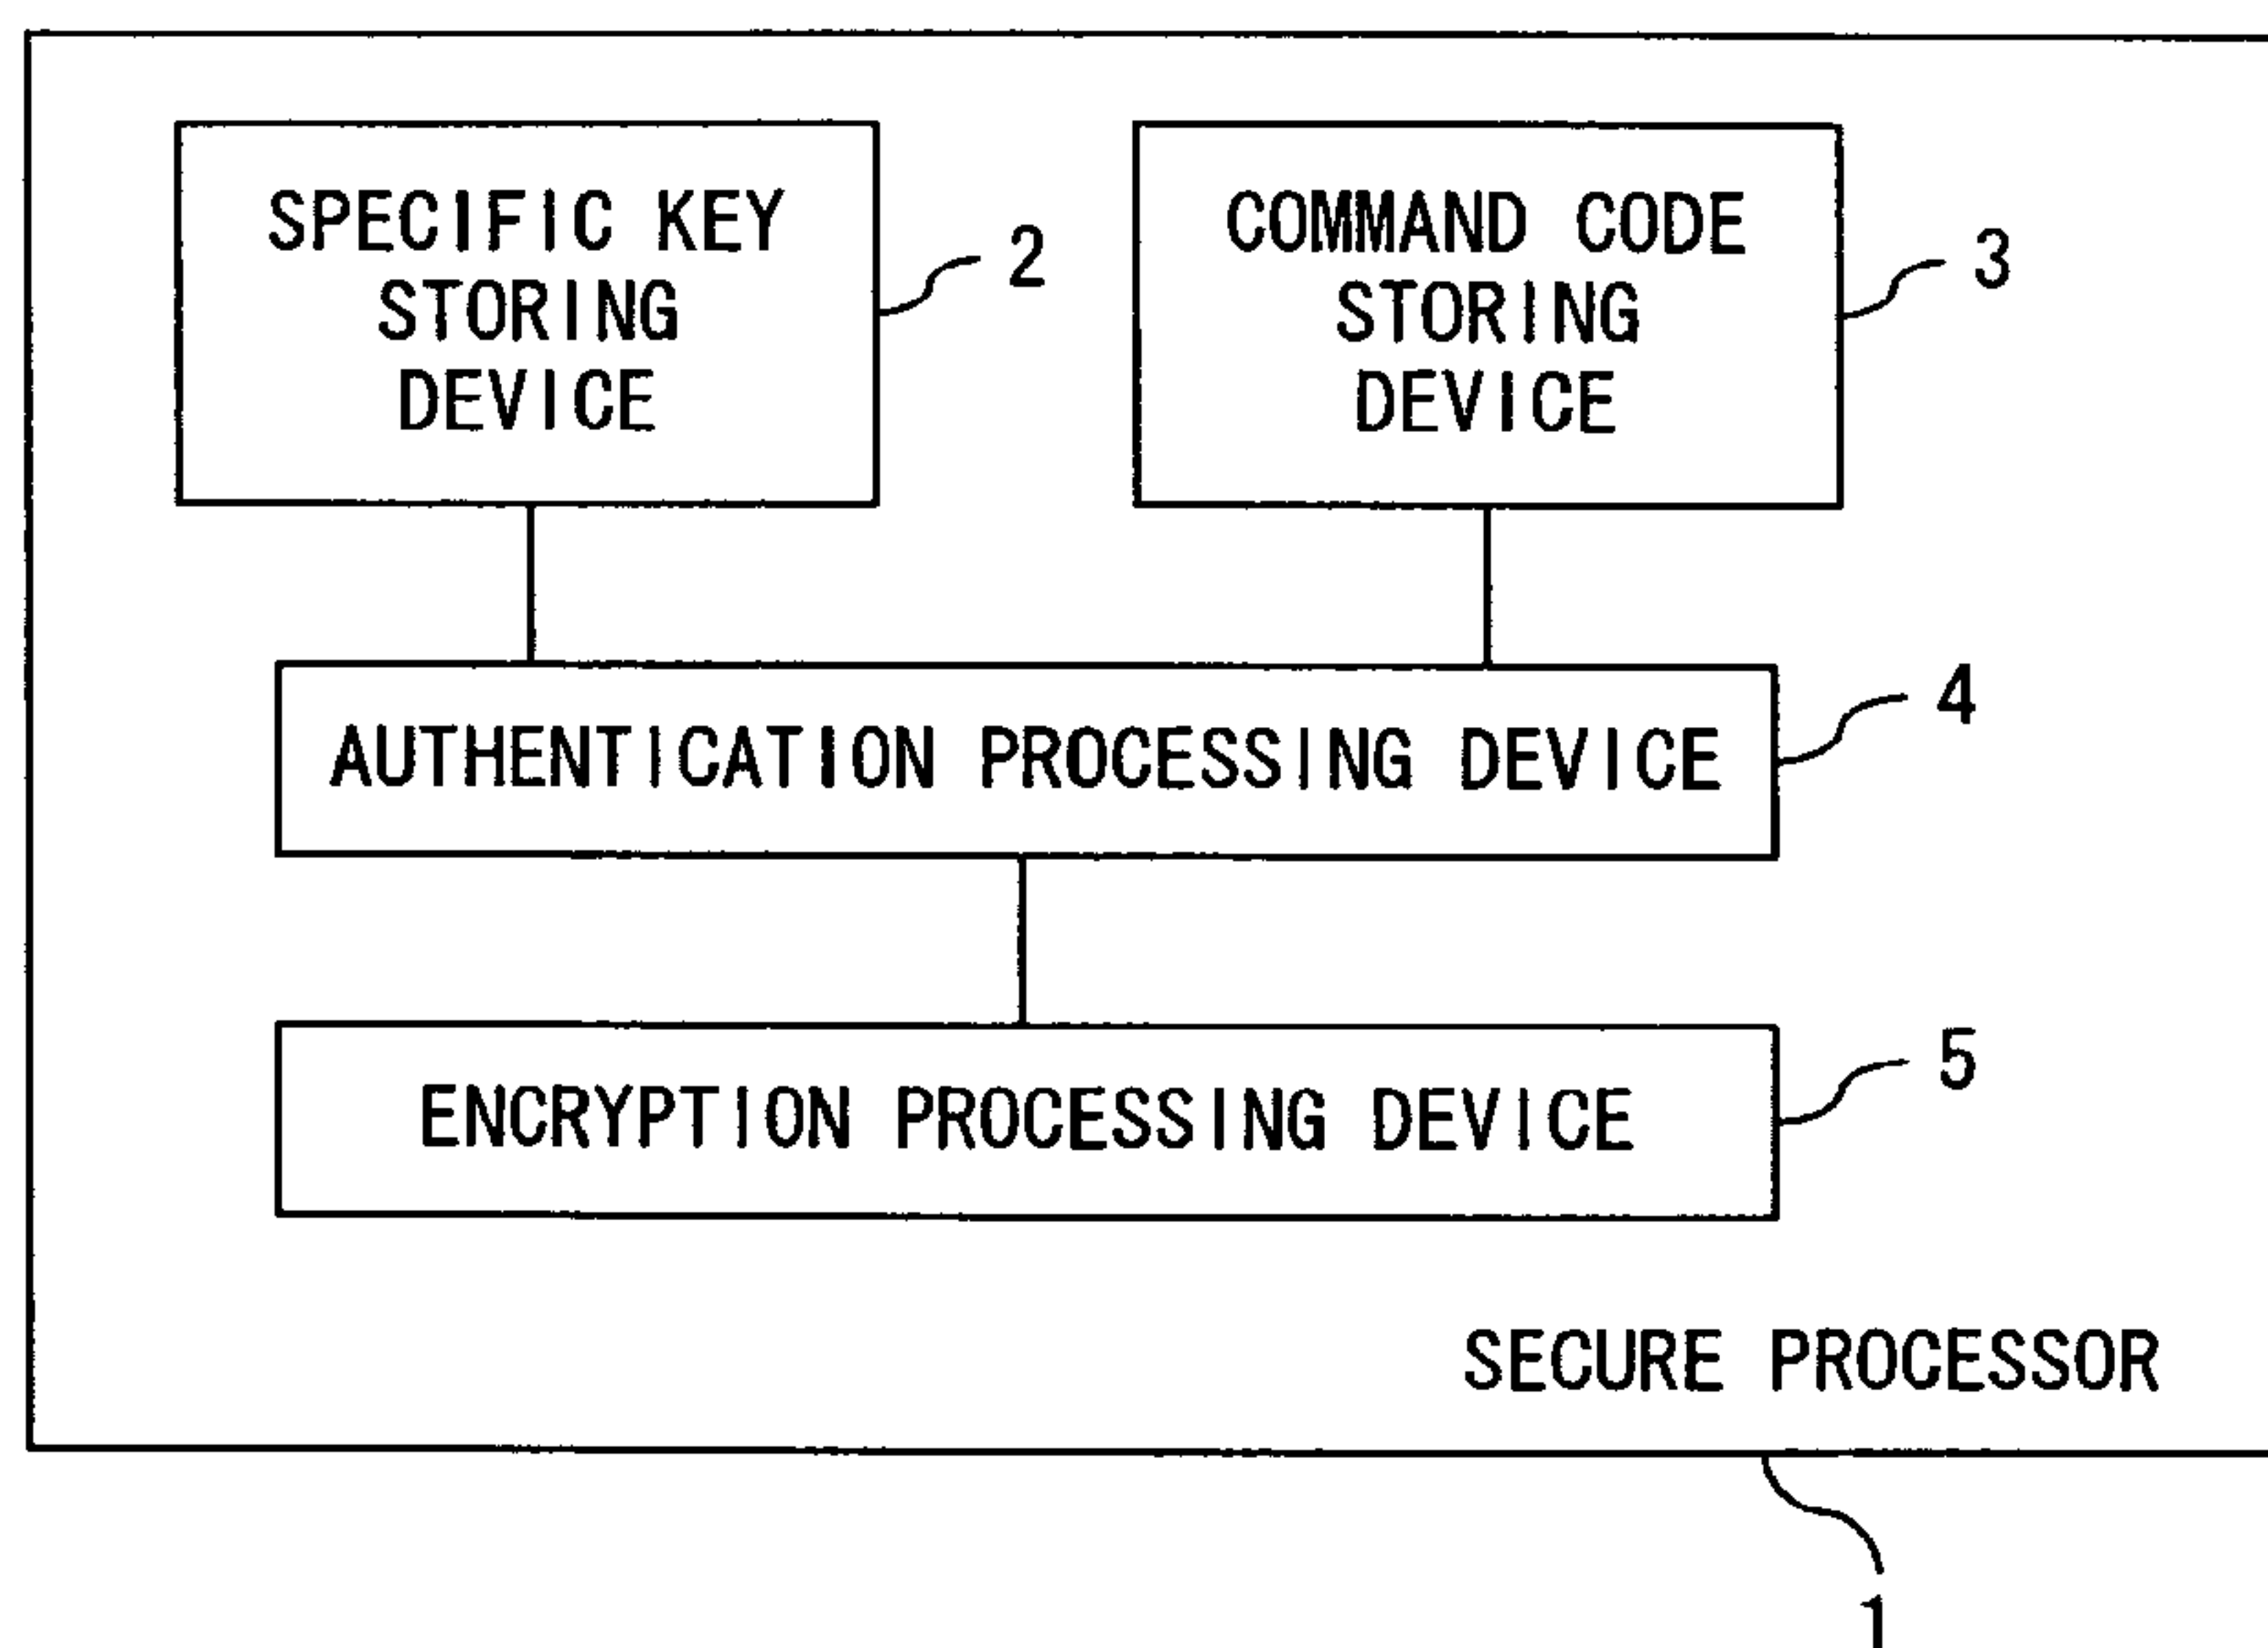 SPECIFIC KEY
STORING
DEVICE
2
COMMAND CODE
STORING
DEVICE
3
AUTHENTICATION PROCESSING DEVICE
4
ENCRYPTION PROCESSING DEVICE
5
SECURE PROCESSOR
1